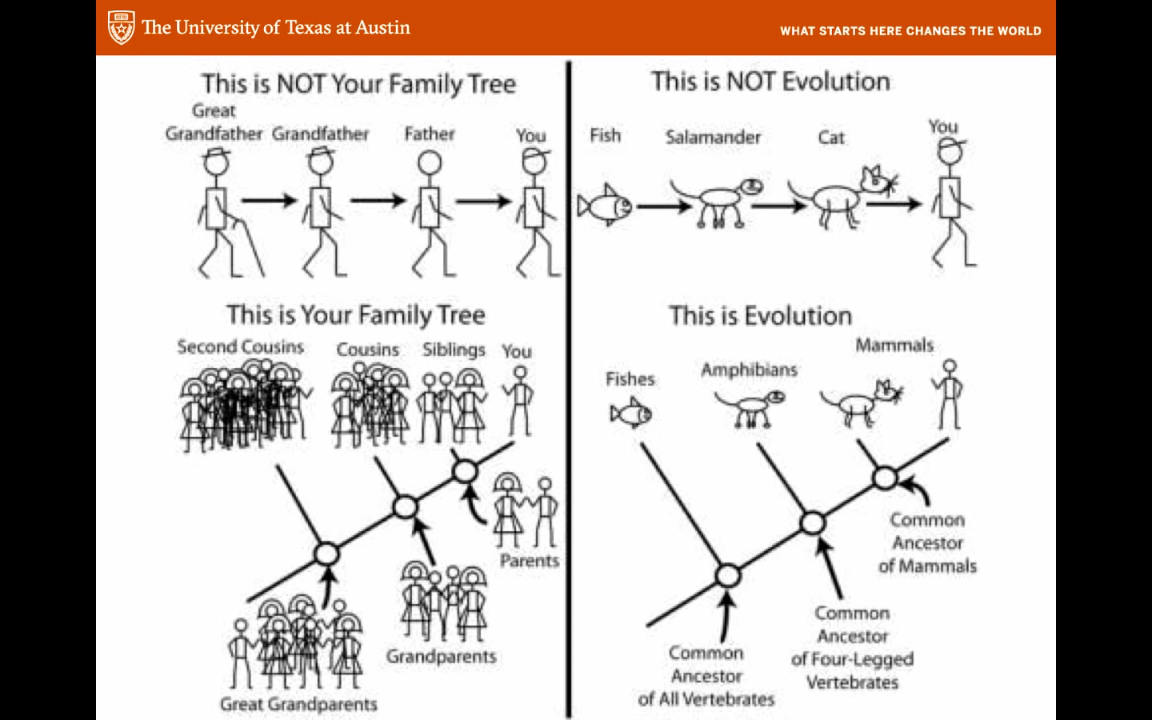 The University of Texas at Austin
WHAT STARTS HERE CHANGES THE WORLD
This is NOT Your Family Tree
Great
Grandfather
Grandfather
Father
You
This is Your Family Tree
Second Cousins
Cousins
Siblings
You
Parents
Grandparents
Great Grandparents
This is NOT Evolution
Fish
Salamander
Cat
You
This is Evolution
Fishes
Amphibians
Mammals
Common
Ancestor
of Mammals
Common
Ancestor
of Four-Legged
Vertebrates
Common
Ancestor
of All Vertebrates